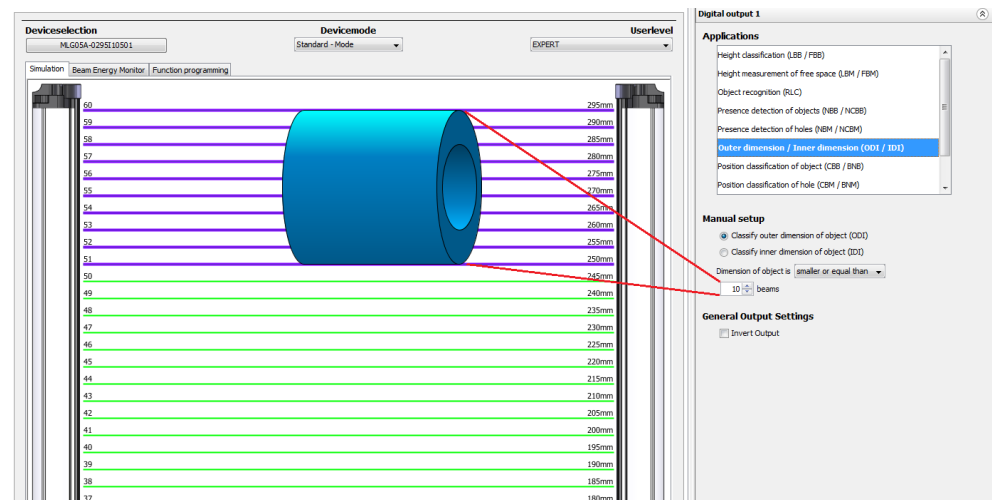 Deviceselection
Devicemode
Userlevel
MLG05A-0295I10501
Standard - Mode
EXPERT
Simulation
Beam Energy Monitor
Function programming
60 295mm
59 290mm
58 285mm
57 280mm
56 275mm
55 270mm
54 265mm
53 260mm
52 255mm
51 250mm
50 245mm
49 240mm
48 235mm
47 230mm
46 225mm
45 220mm
44 215mm
43 210mm
42 205mm
41 200mm
40 195mm
39 190mm
38 185mm
37 180mm
Digital output 1
Applications
Height classification (LBB / FBB)
Height measurement of free space (LBM / FBM)
Object recognition (RLC)
Presence detection of objects (NBB / NCBB)
Presence detection of holes (NBM / NCBM)
Outer dimension / Inner dimension (ODI / IDI)
Position classification of object (CBB / BNB)
Position classification of hole (CBM / BNM)
Manual setup
Classify outer dimension of object (ODI)
Classify inner dimension of object (IDI)
Dimension of object is smaller or equal than
10 beams
General Output Settings
Invert Output